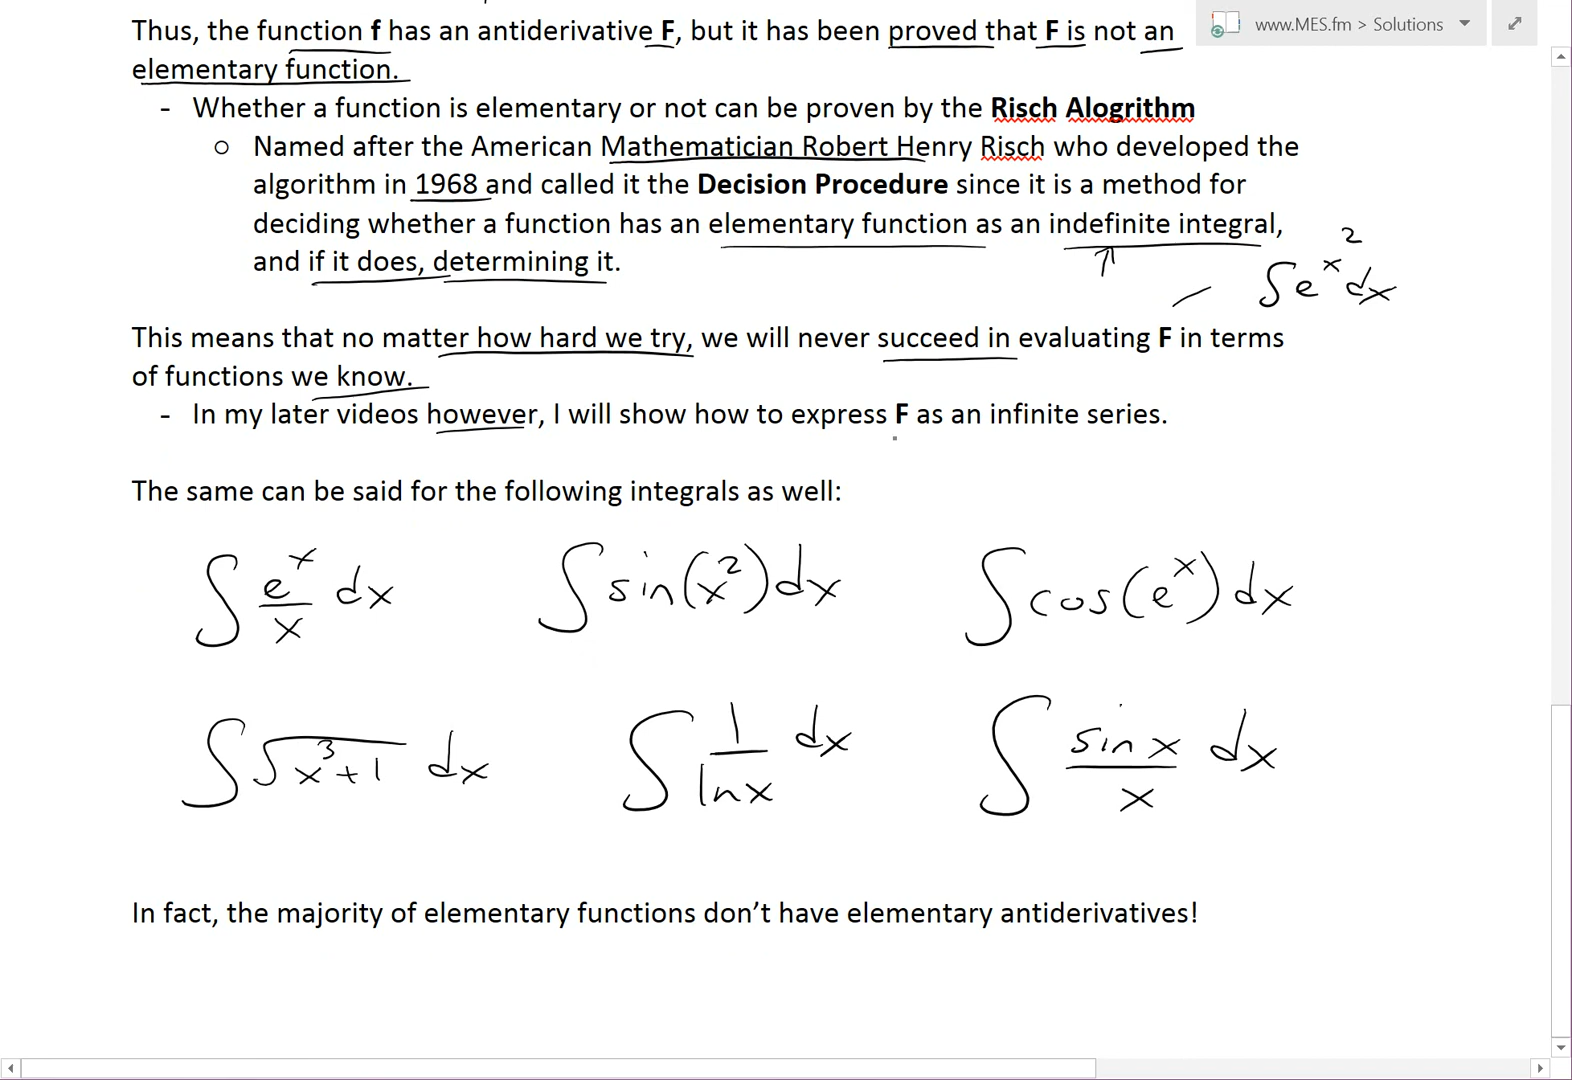 www.MES.fm > Solutions
Thus, the function f has an antiderivative F, but it has been proved that F is not an
elementary function.
- Whether a function is elementary or not can be proven by the Risch Alogrithm
○ Named after the American Mathematician Robert Henry Risch who developed the
algorithm in 1968 and called it the Decision Procedure since it is a method for
deciding whether a function has an elementary function as an indefinite integral,
and if it does, determining it.
∫e^x^2 dx
This means that no matter how hard we try, we will never succeed in evaluating F in terms
of functions we know.
- In my later videos however, I will show how to express F as an infinite series.
The same can be said for the following integrals as well:
∫ e^x/x dx ∫ sin(x^2) dx ∫ cos(e^x) dx
∫ √(x^3+1) dx ∫ 1/lnx dx ∫ sin x/x dx
In fact, the majority of elementary functions don’t have elementary antiderivatives!